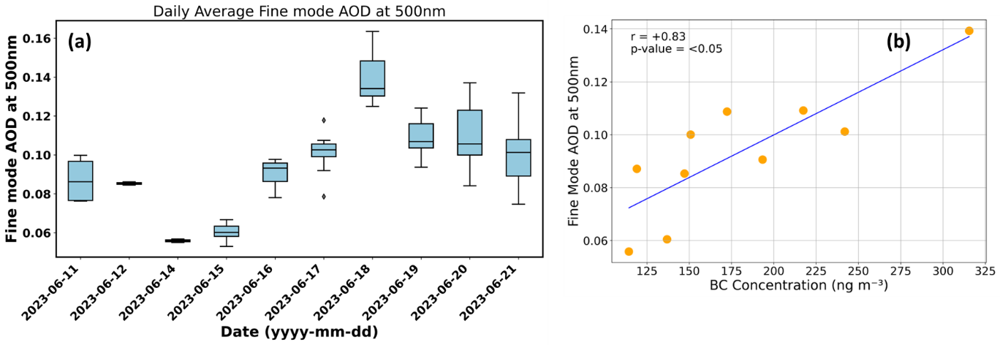 Daily Average Fine mode AOD at 500nm
(a)
Fine mode AOD at 500nm
0.16
0.14
0.12
0.10
0.08
0.06
2023-06-11
2023-06-12
2023-06-14
2023-06-15
2023-06-16
2023-06-17
2023-06-18
2023-06-19
2023-06-20
2023-06-21
Date (yyyy-mm-dd)
r = +0.83
p-value = <0.05
(b)
Fine Mode AOD at 500nm
0.14
0.12
0.10
0.08
0.06
125 150 175 200 225 250 275 300 325
BC Concentration (ng m⁻³)